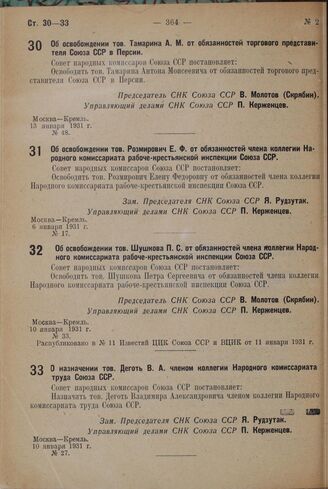 Ст. 30—33 — 364 — № 2
30 Об освобождении тов. Тамарина А. М. от обязанностей торгового представи-
теля Союза ССР в Персии.
Совет народных комиссаров Союза ССР постановляет:
Освободить тов. Тамарина Антона Моисеевича от обязанностей торгового пред-
ставителя Союза ССР в Персии.
Председатель СНК Союза ССР В. Молотов (Скрябин).
Управляющий делами СНК Союза ССР П. Керженцев.
Москва—Кремль.
13 января 1931 г.
№ 48.
31 Об освобождении тов. Розмирович Е. Ф. от обязанностей члена коллегии На-
родного комиссариата рабоче-крестьянской инспекции Союза ССР.
Совет народных комиссаров Союза ССР постановляет:
Освободить тов. Розмирович Елену Федоровну от обязанностей члена коллегии
Народного комиссариата рабоче-крестьянской инспекции Союза ССР.
Зам. Председателя СНК Союза ССР Я. Рудзутак.
Управляющий делами СНК Союза ССР П. Керженцев.
Москва—Кремль.
6 января 1931 г.
№ 17.
32 Об освобождении тов. Шушкова П. С. от обязанностей члена коллегии Народ-
ного комиссариата рабоче-крестьянской инспекции Союза ССР.
Совет народных комиссаров Союза ССР постановляет:
Освободить тов. Шушкова Петра Сергеевича от обязанностей члена коллегии
Народного комиссариата рабоче-крестьянской инспекции Союза ССР.
Председатель СНК Союза ССР В. Молотов (Скрябин).
Управляющий делами СНК Союза ССР П. Керженцев.
Москва—Кремль.
10 января 1931 г.
№ 33.
Распубликовано в № 11 Известий ЦИК Союза ССР и ВЦИК от 11 января 1931 г.
33 О назначении тов. Деготь В. А. членом коллегии Народного комиссариата
труда Союза ССР.
Совет народных комиссаров Союза ССР постановляет:
Назначить тов. Деготь Владимира Александровича членом коллегии Народного
комиссариата труда Союза ССР.
Зам. Председателя СНК Союза ССР Я. Рудзутак.
Управляющий делами СНК Союза ССР П. Керженцев.
Москва—Кремль.
10 января 1931 г.
№ 27.